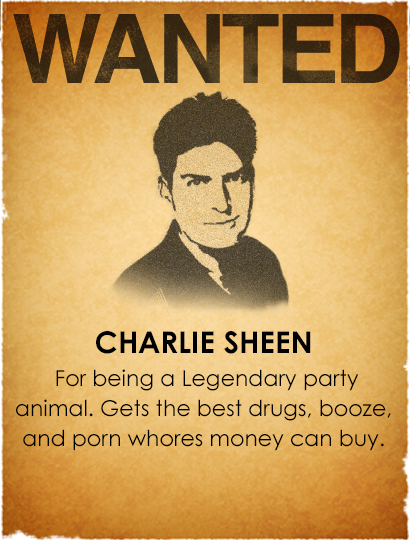 WANTED
CHARLIE SHEEN
For being a Legendary party
animal. Gets the best drugs, booze,
and porn whores money can buy.